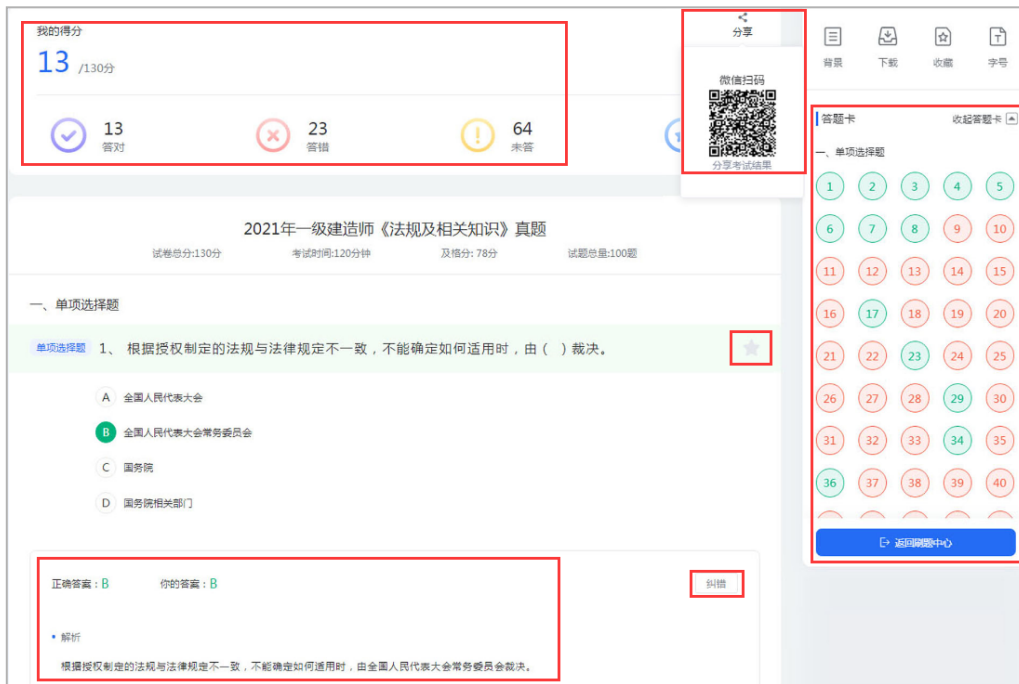 我的得分
13 /130分
13
答对
23
答错
64
未答
分享
微信扫码
分享考试结果
背景
下载
收藏
字号
2021年一级建造师《法规及相关知识》真题
试卷总分:130分 考试时间:120分钟 及格分: 78分 试题总量:100题
一、单项选择题
单项选择题 1、 根据授权制定的法规与法律规定不一致，不能确定如何适用时，由（ ）裁决。
A 全国人民代表大会
B 全国人民代表大会常务委员会
C 国务院
D 国务院相关部门
正确答案：B 你的答案：B
纠错
解析
根据授权制定的法规与法律规定不一致，不能确定如何适用时，由全国人民代表大会常务委员会裁决。
答题卡 收起答题卡
一、单项选择题
1 2 3 4 5
6 7 8 9 10
11 12 13 14 15
16 17 18 19 20
21 22 23 24 25
26 27 28 29 30
31 32 33 34 35
36 37 38 39 40
返回刷题中心